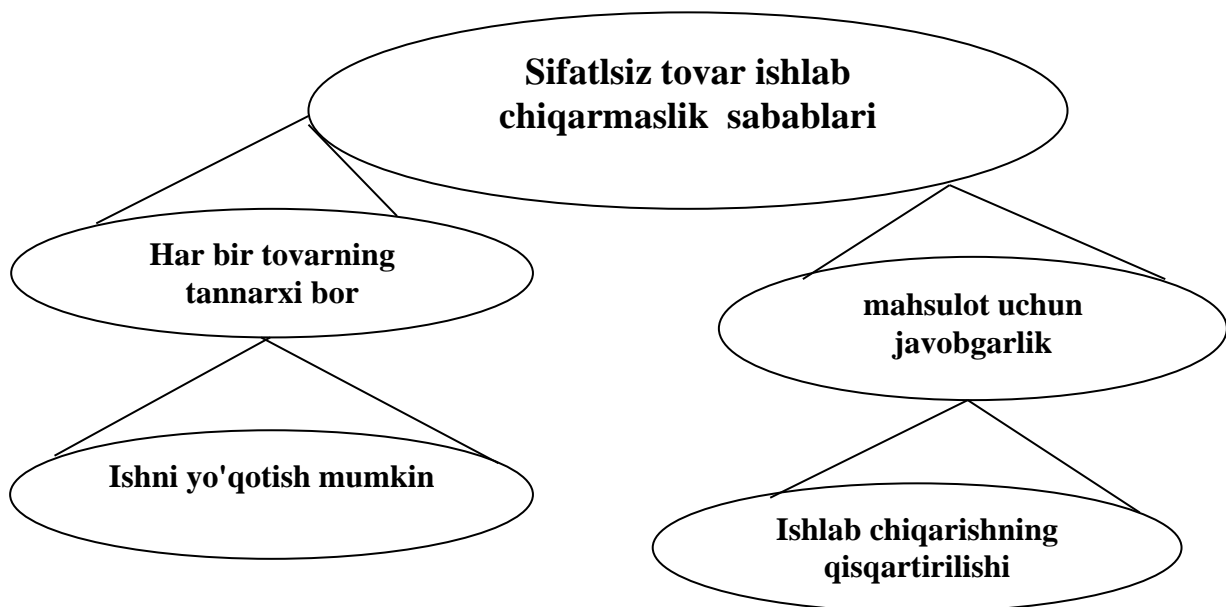 Sifatlsiz tovar ishlab
chiqarmaslik sabablari
Har bir tovarning
tannarxi bor
mahsulot uchun
javobgarlik
Ishni yo'qotish mumkin
Ishlab chiqarishning
qisqartirilishi